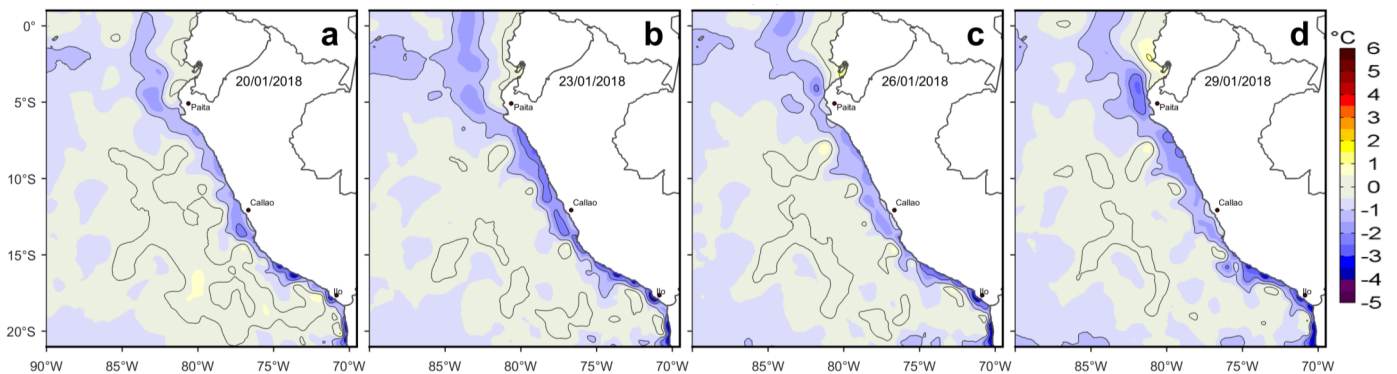 a b c d °C
20/01/2018 23/01/2018 26/01/2018 29/01/2018
0° 6
5
4
5°S Paita Paita Paita Paita 3
2
1
10°S 0
Callao Callao Callao Callao -1
-2
15°S -3
Ilo Ilo Ilo Ilo -4
-5
20°S
90°W 85°W 80°W 75°W 70°W 85°W 80°W 75°W 70°W 85°W 80°W 75°W 70°W 85°W 80°W 75°W 70°W